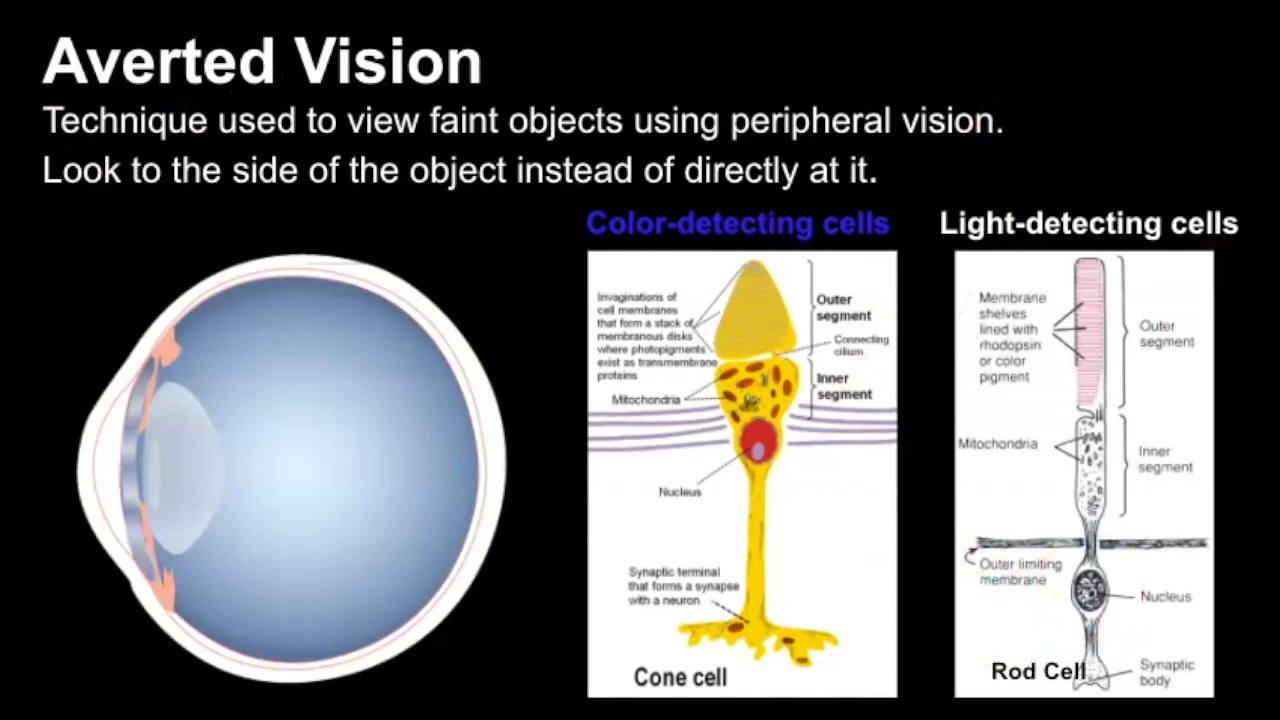 Averted Vision
Technique used to view faint objects using peripheral vision.
Look to the side of the object instead of directly at it.
Color-detecting cells
Invaginations of
cell membranes
that form a stack of
membranous disks
where photopigments
exist as transmembrane
proteins
Outer
segment
Connecting
cilium
Inner
segment
Mitochondria
Nucleus
Synaptic terminal
that forms a synapse
with a neuron
Cone cell
Light-detecting cells
Membrane
shelves
lined with
rhodopsin
or color
pigment
Outer
segment
Mitochondria
Inner
segment
Outer limiting
membrane
Nucleus
Rod Cell
Synaptic
body